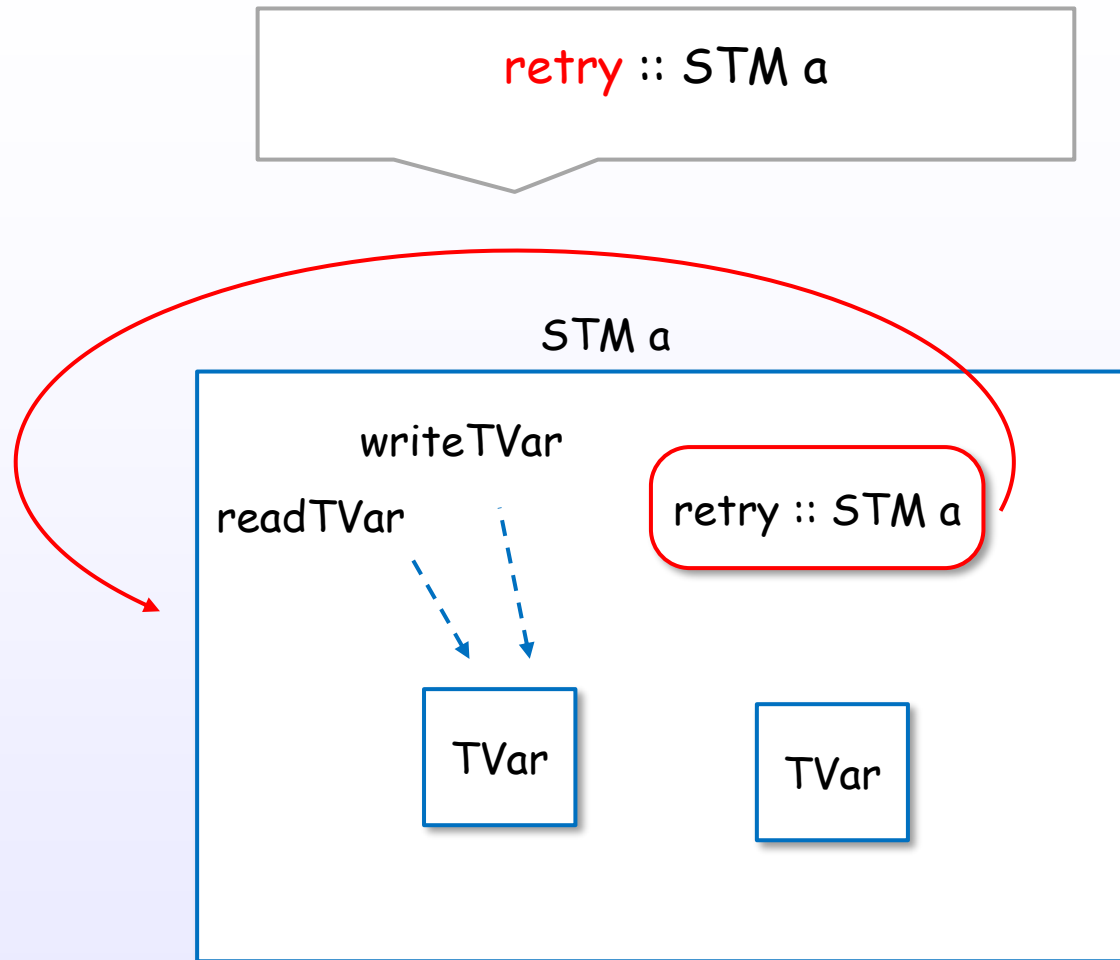 retry :: STM a
STM a
writeTVar
readTVar
retry :: STM a
TVar
TVar